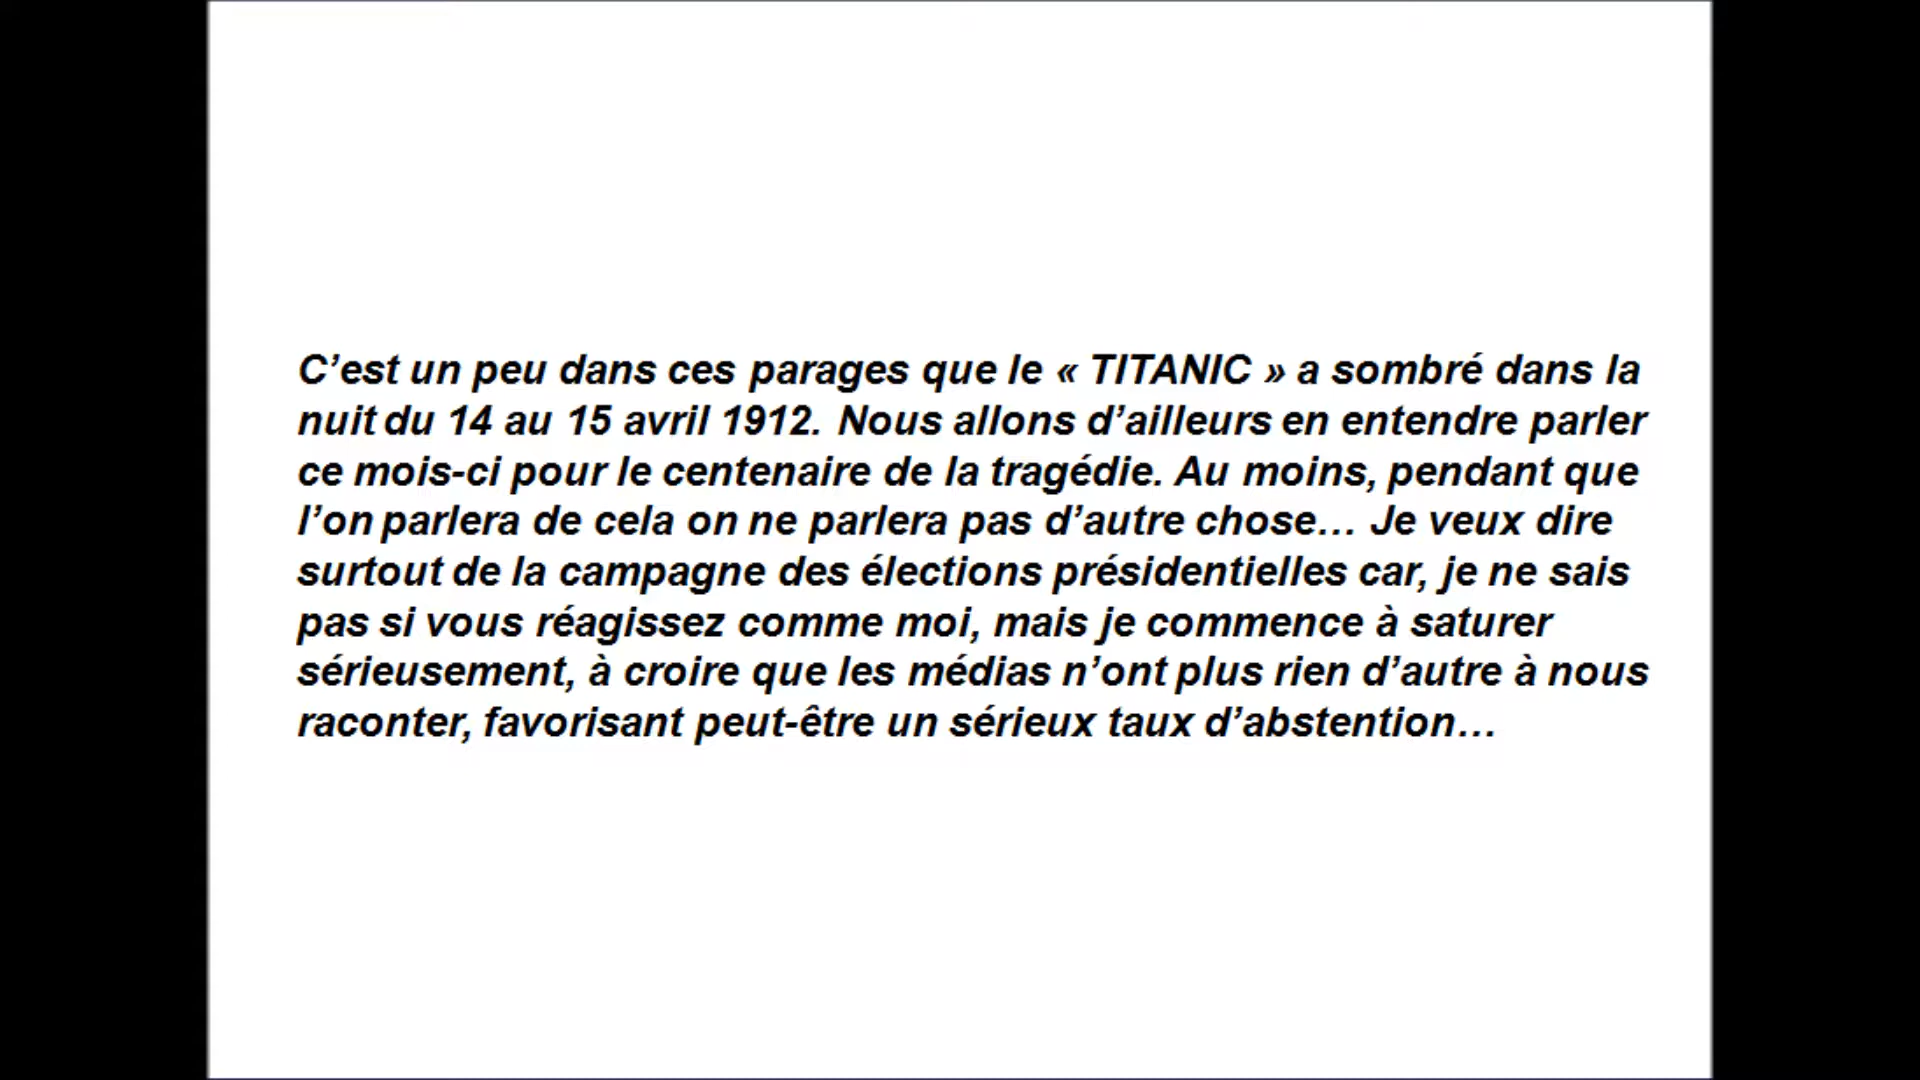 C’est un peu dans ces parages que le « TITANIC » a sombré dans la
nuit du 14 au 15 avril 1912. Nous allons d’ailleurs en entendre parler
ce mois-ci pour le centenaire de la tragédie. Au moins, pendant que
l’on parlera de cela on ne parlera pas d’autre chose… Je veux dire
surtout de la campagne des élections présidentielles car, je ne sais
pas si vous réagissez comme moi, mais je commence à saturer
sérieusement, à croire que les médias n’ont plus rien d’autre à nous
raconter, favorisant peut-être un sérieux taux d’abstention…